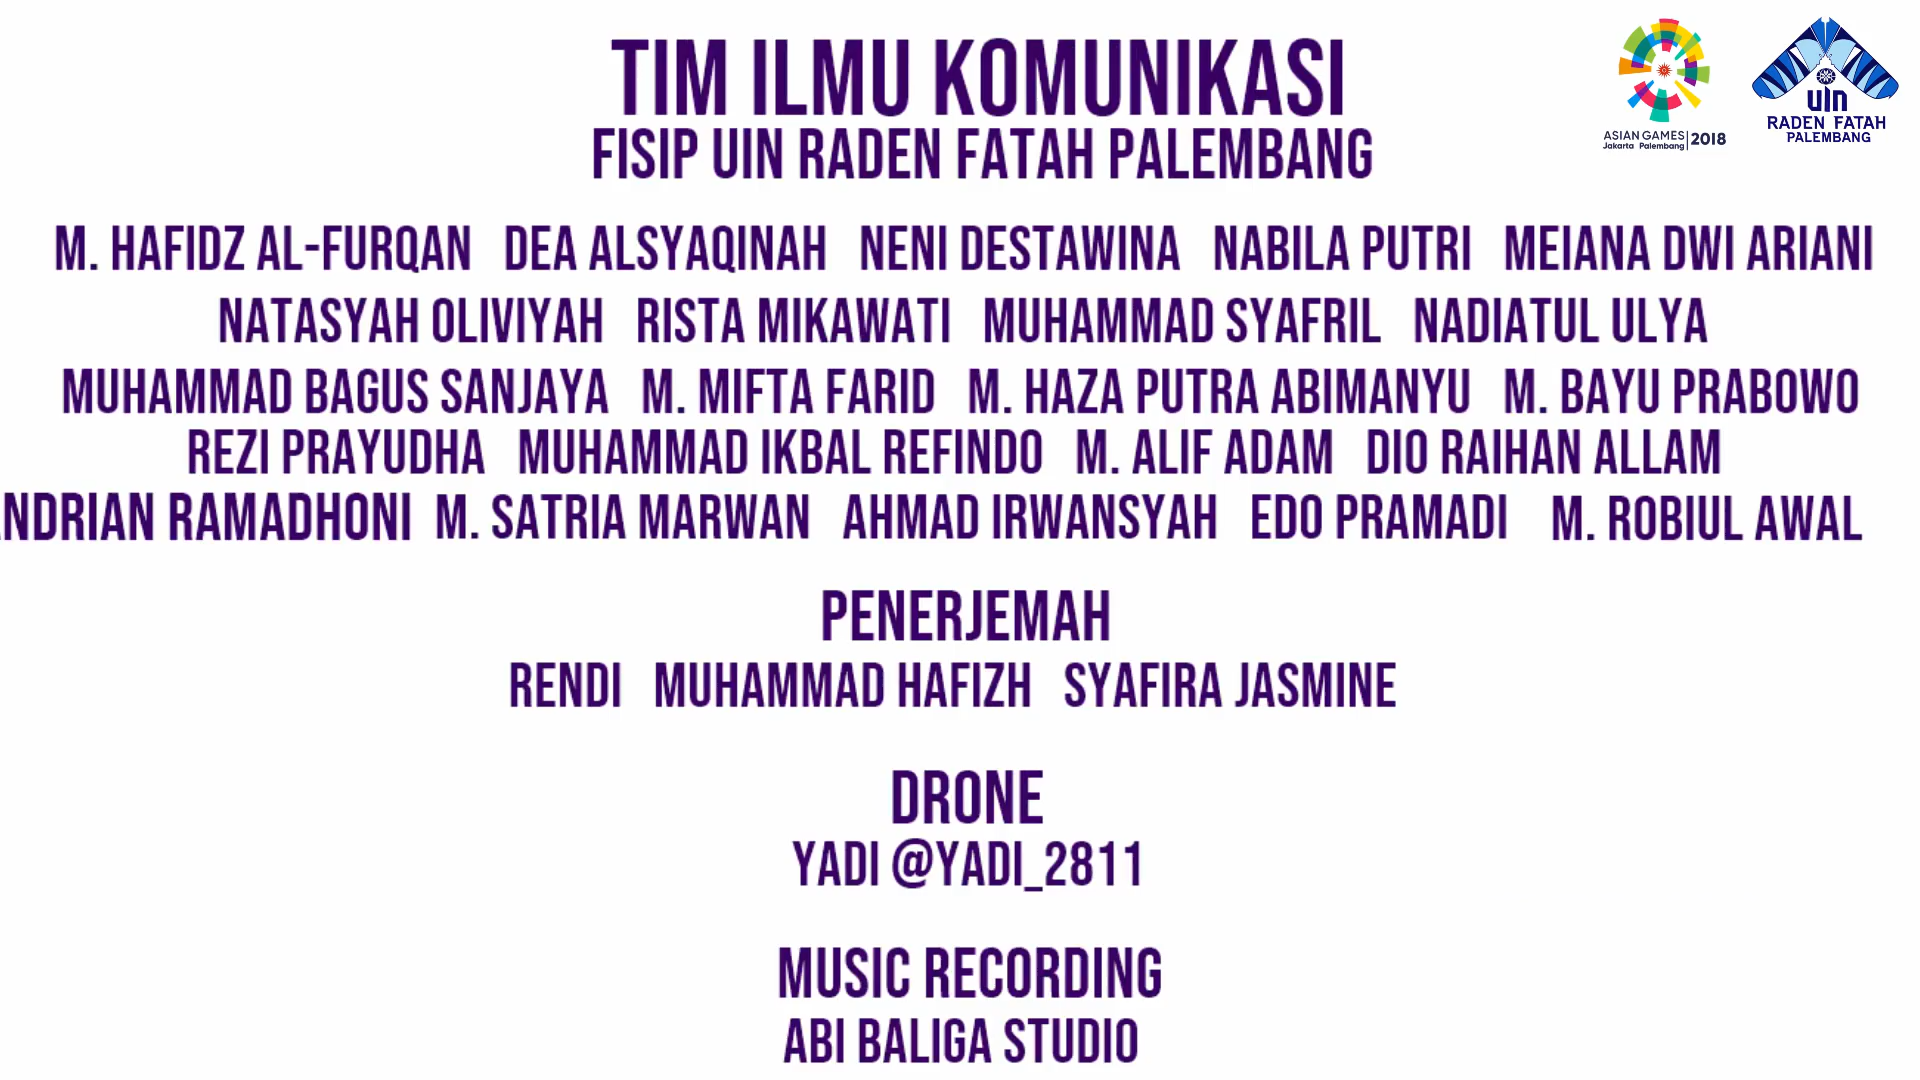 TIM ILMU KOMUNIKASI
FISIP UIN RADEN FATAH PALEMBANG
ASIAN GAMES 2018
Jakarta Palembang
uin
RADEN FATAH
PALEMBANG
M. HAFIDZ AL-FURQAN DEA ALSYAQINAH NENI DESTAWINA NABILA PUTRI MEIANA DWI ARIANI
NATASYAH OLIVIYAH RISTA MIKAWATI MUHAMMAD SYAFRIL NADIATUL ULYA
MUHAMMAD BAGUS SANJAYA M. MIFTA FARID M. HAZA PUTRA ABIMANYU M. BAYU PRABOWO
REZI PRAYUDHA MUHAMMAD IKBAL REFINDO M. ALIF ADAM DIO RAIHAN ALLAM
NDRIAN RAMADHONI M. SATRIA MARWAN AHMAD IRWANSYAH EDO PRAMADI M. ROBIUL AWAL
PENERJEMAH
RENDI MUHAMMAD HAFIZH SYAFIRA JASMINE
DRONE
YADI @YADI_2811
MUSIC RECORDING
ABI BALIGA STUDIO